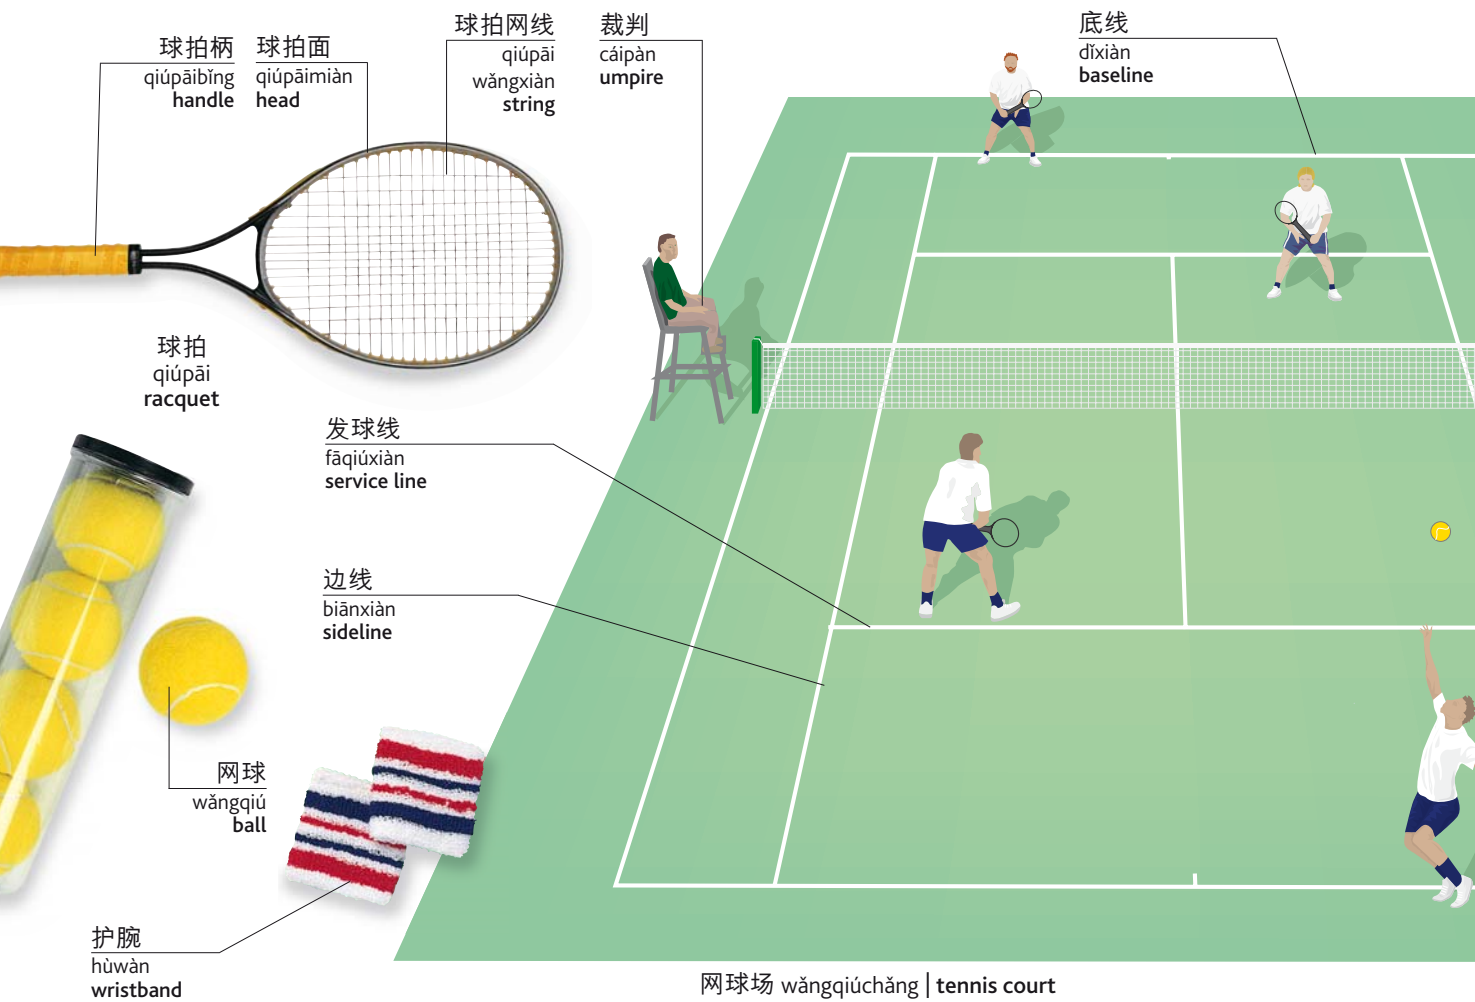 球拍柄
qiúpāibǐng
handle
球拍面
qiúpāimiàn
head
球拍网线
qiúpāi
wǎngxiàn
string
裁判
cáipàn
umpire
底线
dǐxiàn
baseline
球拍
qiúpāi
racquet
发球线
fāqiúxiàn
service line
边线
biānxiàn
sideline
网球
wǎngqiú
ball
护腕
hùwàn
wristband
网球场 wǎngqiúchǎng | tennis court